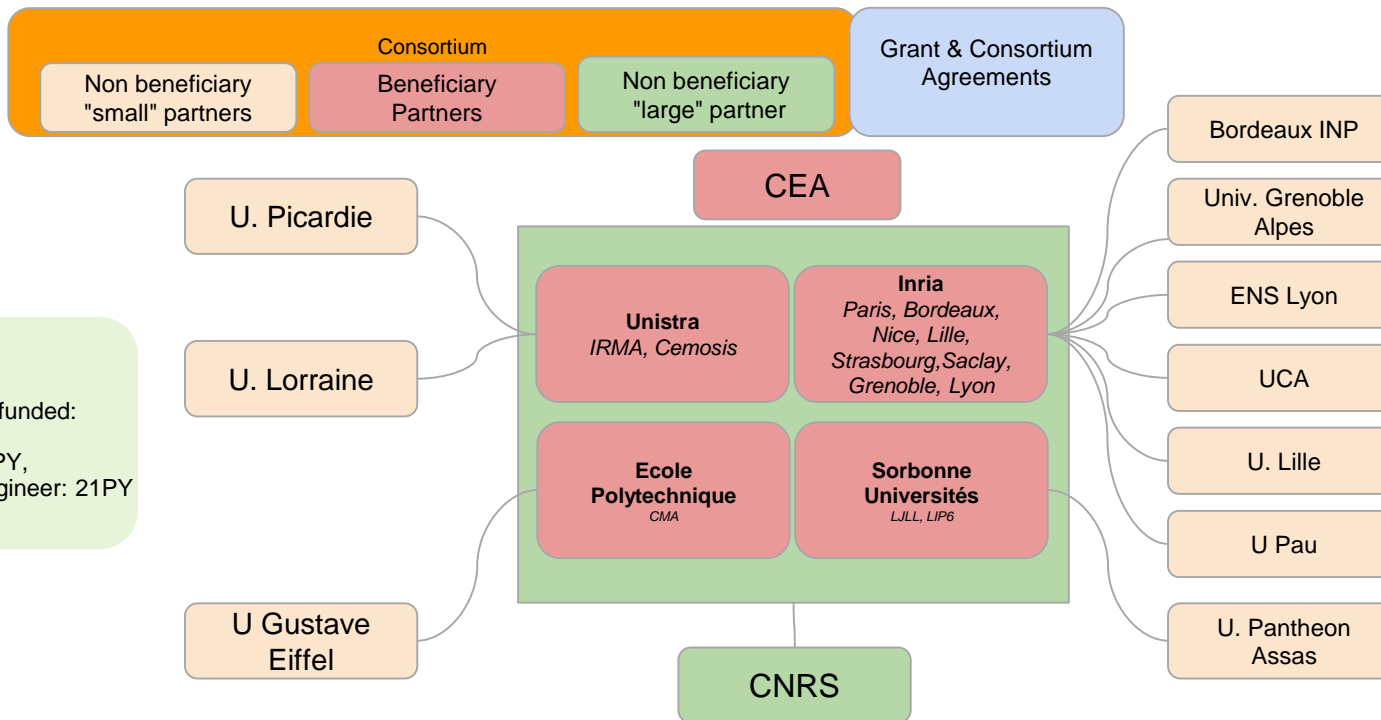 Consortium
Non beneficiary
"small" partners
Beneficiary
Partners
Non beneficiary
"large" partner
Grant & Consortium
Agreements
CEA
U. Picardie
U. Lorraine
U Gustave
Eiffel
funded:
PY,
gineer: 21PY
Unistra
IRMA, Cemosis
Inria
Paris, Bordeaux,
Nice, Lille,
Strasbourg,Saclay,
Grenoble, Lyon
Ecole
Polytechnique
CMA
Sorbonne
Universités
LJLL, LIP6
CNRS
Bordeaux INP
Univ. Grenoble
Alpes
ENS Lyon
UCA
U. Lille
U Pau
U. Pantheon
Assas